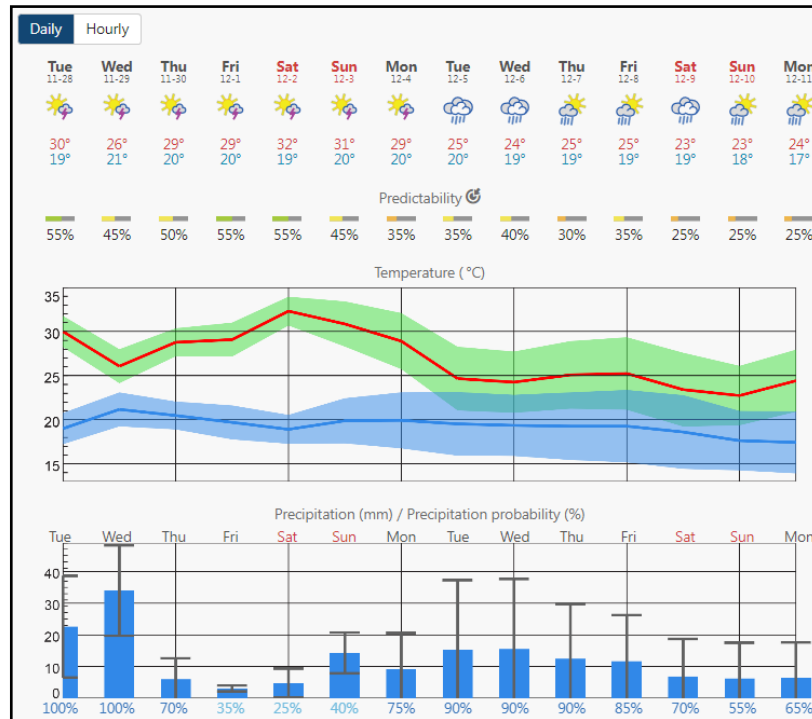 Daily Hourly
Tue Wed Thu Fri Sat Sun Mon Tue Wed Thu Fri Sat Sun Mon
11-28 11-29 11-30 12-1 12-2 12-3 12-4 12-5 12-6 12-7 12-8 12-9 12-10 12-11
30° 26° 29° 29° 32° 31° 29° 25° 24° 25° 25° 23° 23° 24°
19° 21° 20° 20° 19° 20° 20° 20° 19° 19° 19° 19° 18° 17°
Predictability
55% 45% 50% 55% 55% 45% 35% 35% 40% 30% 35% 25% 25% 25%
Temperature (°C)
35
30
25
20
15
Precipitation (mm) / Precipitation probability (%)
Tue Wed Thu Fri Sat Sun Mon Tue Wed Thu Fri Sat Sun Mon
40
30
20
10
0
100% 100% 70% 35% 25% 40% 75% 90% 90% 90% 85% 70% 55% 65%